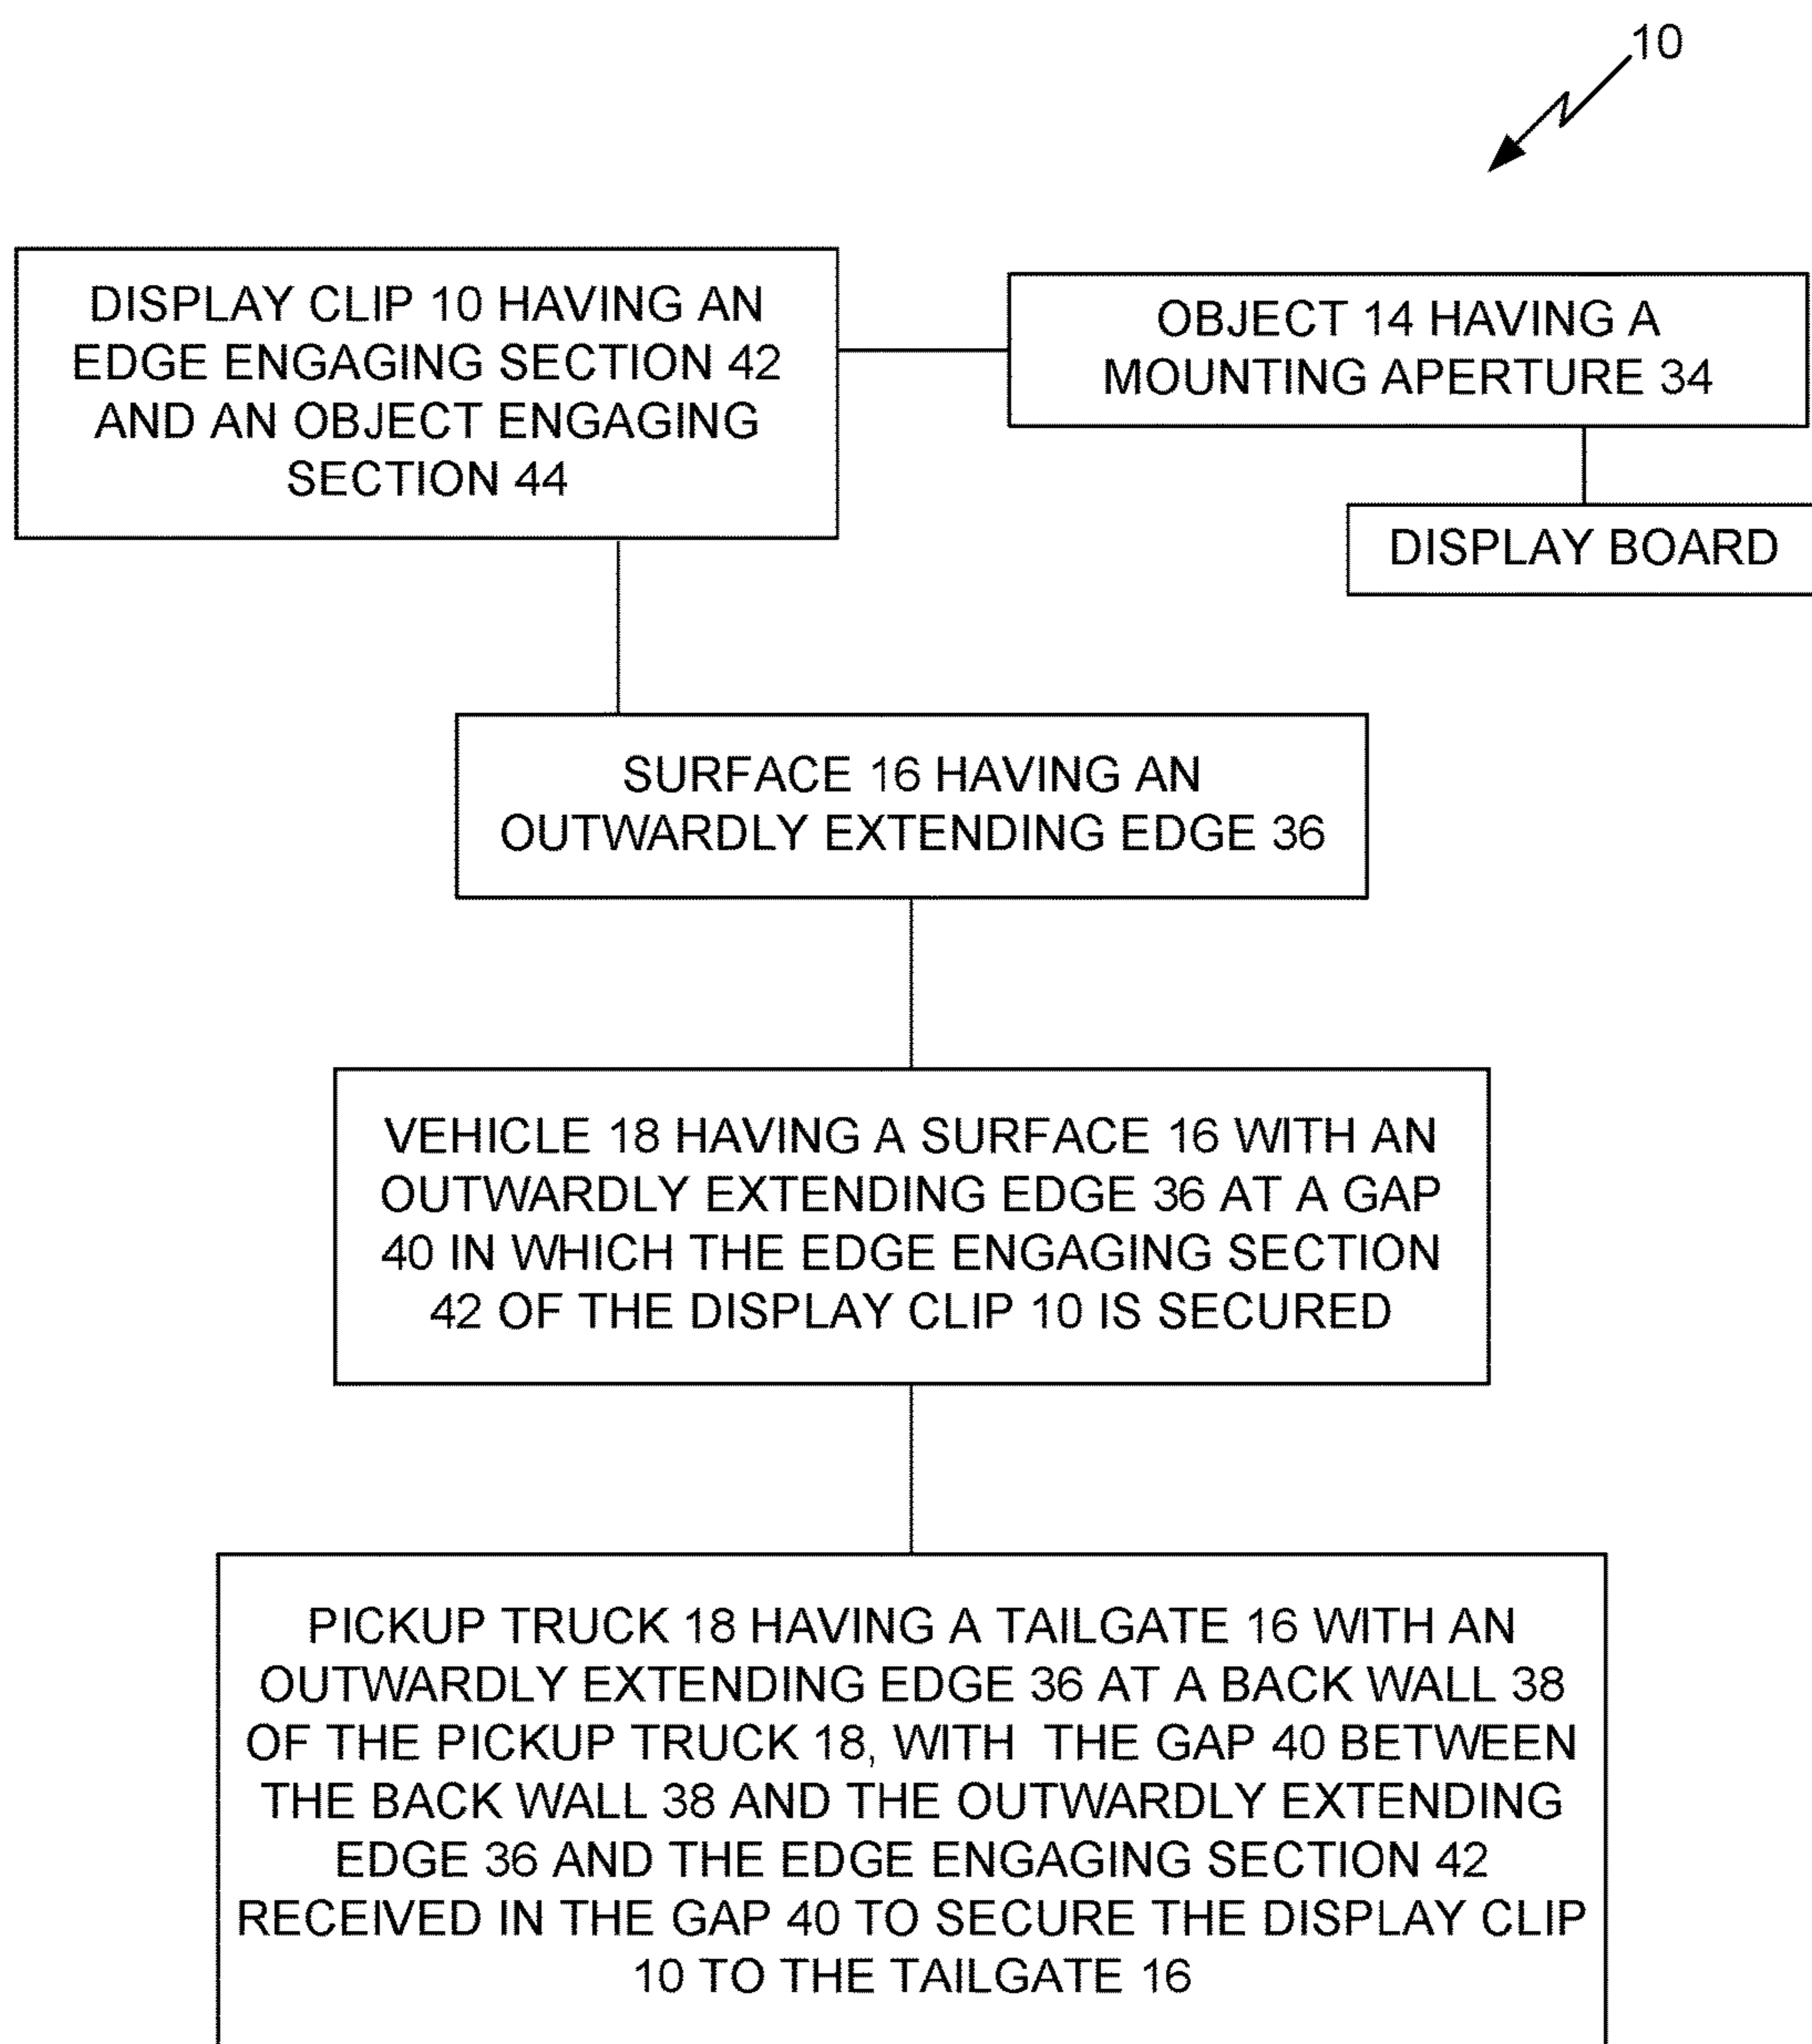 10
DISPLAY CLIP 10 HAVING AN
EDGE ENGAGING SECTION 42
AND AN OBJECT ENGAGING
SECTION 44
OBJECT 14 HAVING A
MOUNTING APERTURE 34
DISPLAY BOARD
SURFACE 16 HAVING AN
OUTWARDLY EXTENDING EDGE 36
VEHICLE 18 HAVING A SURFACE 16 WITH AN
OUTWARDLY EXTENDING EDGE 36 AT A GAP
40 IN WHICH THE EDGE ENGAGING SECTION
42 OF THE DISPLAY CLIP 10 IS SECURED
PICKUP TRUCK 18 HAVING A TAILGATE 16 WITH AN
OUTWARDLY EXTENDING EDGE 36 AT A BACK WALL 38
OF THE PICKUP TRUCK 18, WITH THE GAP 40 BETWEEN
THE BACK WALL 38 AND THE OUTWARDLY EXTENDING
EDGE 36 AND THE EDGE ENGAGING SECTION 42
RECEIVED IN THE GAP 40 TO SECURE THE DISPLAY CLIP
10 TO THE TAILGATE 16